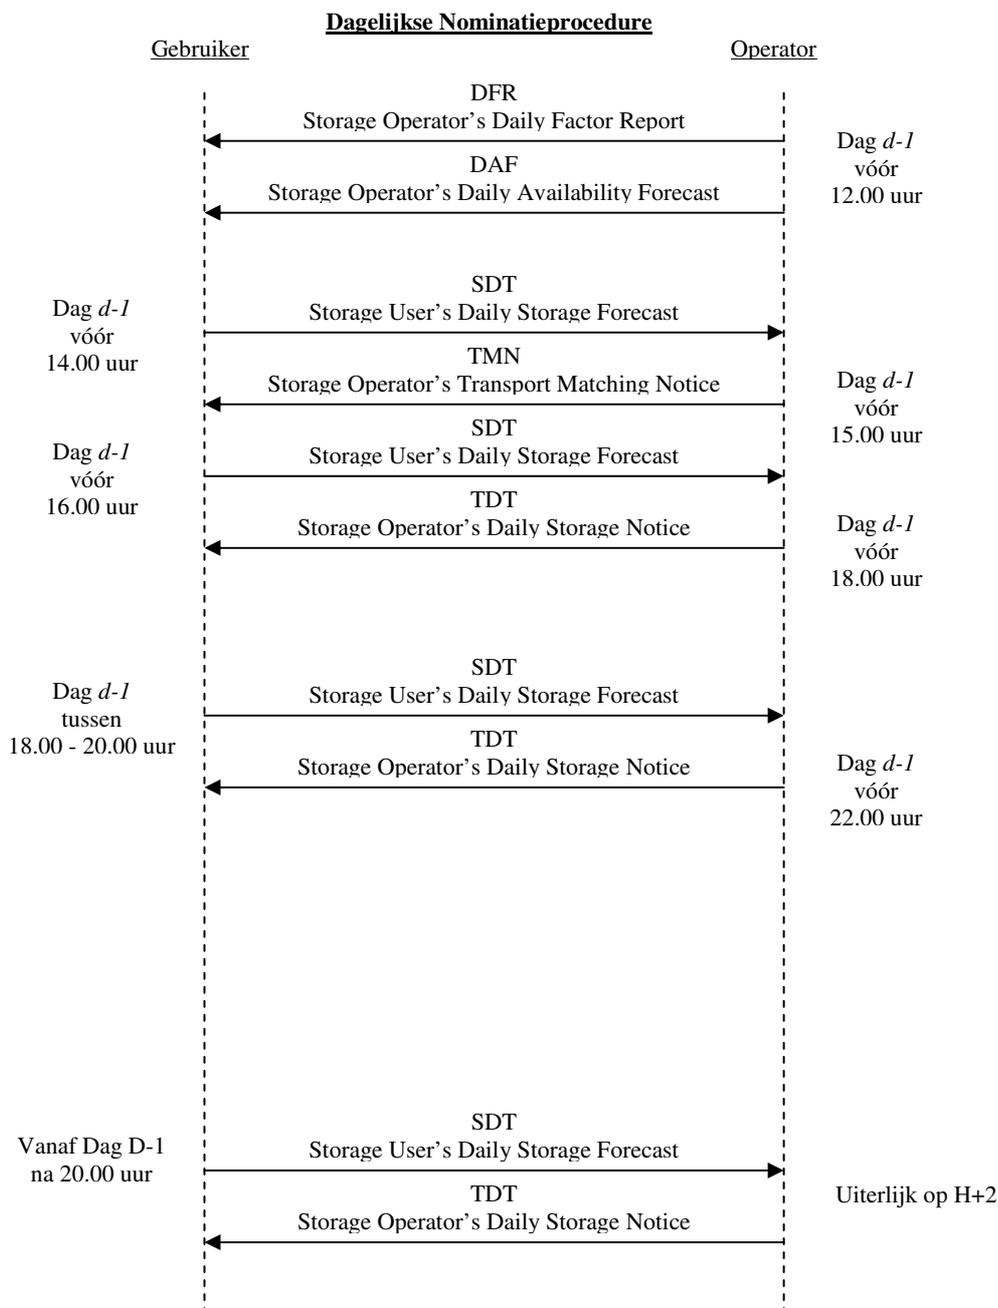 Dagelijkse Nominatieprocedure
Gebruiker
Operator
DFR
Storage Operator's Daily Factor Report
Dag d-1
vóór
12.00 uur
DAF
Storage Operator's Daily Availability Forecast
Dag d-1
vóór
14.00 uur
SDT
Storage User's Daily Storage Forecast
TMN
Storage Operator's Transport Matching Notice
Dag d-1
vóór
15.00 uur
Dag d-1
vóór
16.00 uur
SDT
Storage User's Daily Storage Forecast
TDT
Storage Operator's Daily Storage Notice
Dag d-1
vóór
18.00 uur
Dag d-1
tussen
18.00 - 20.00 uur
SDT
Storage User's Daily Storage Forecast
TDT
Storage Operator's Daily Storage Notice
Dag d-1
vóór
22.00 uur
Vanaf Dag D-1
na 20.00 uur
SDT
Storage User's Daily Storage Forecast
TDT
Storage Operator's Daily Storage Notice
Uiterlijk op H+2